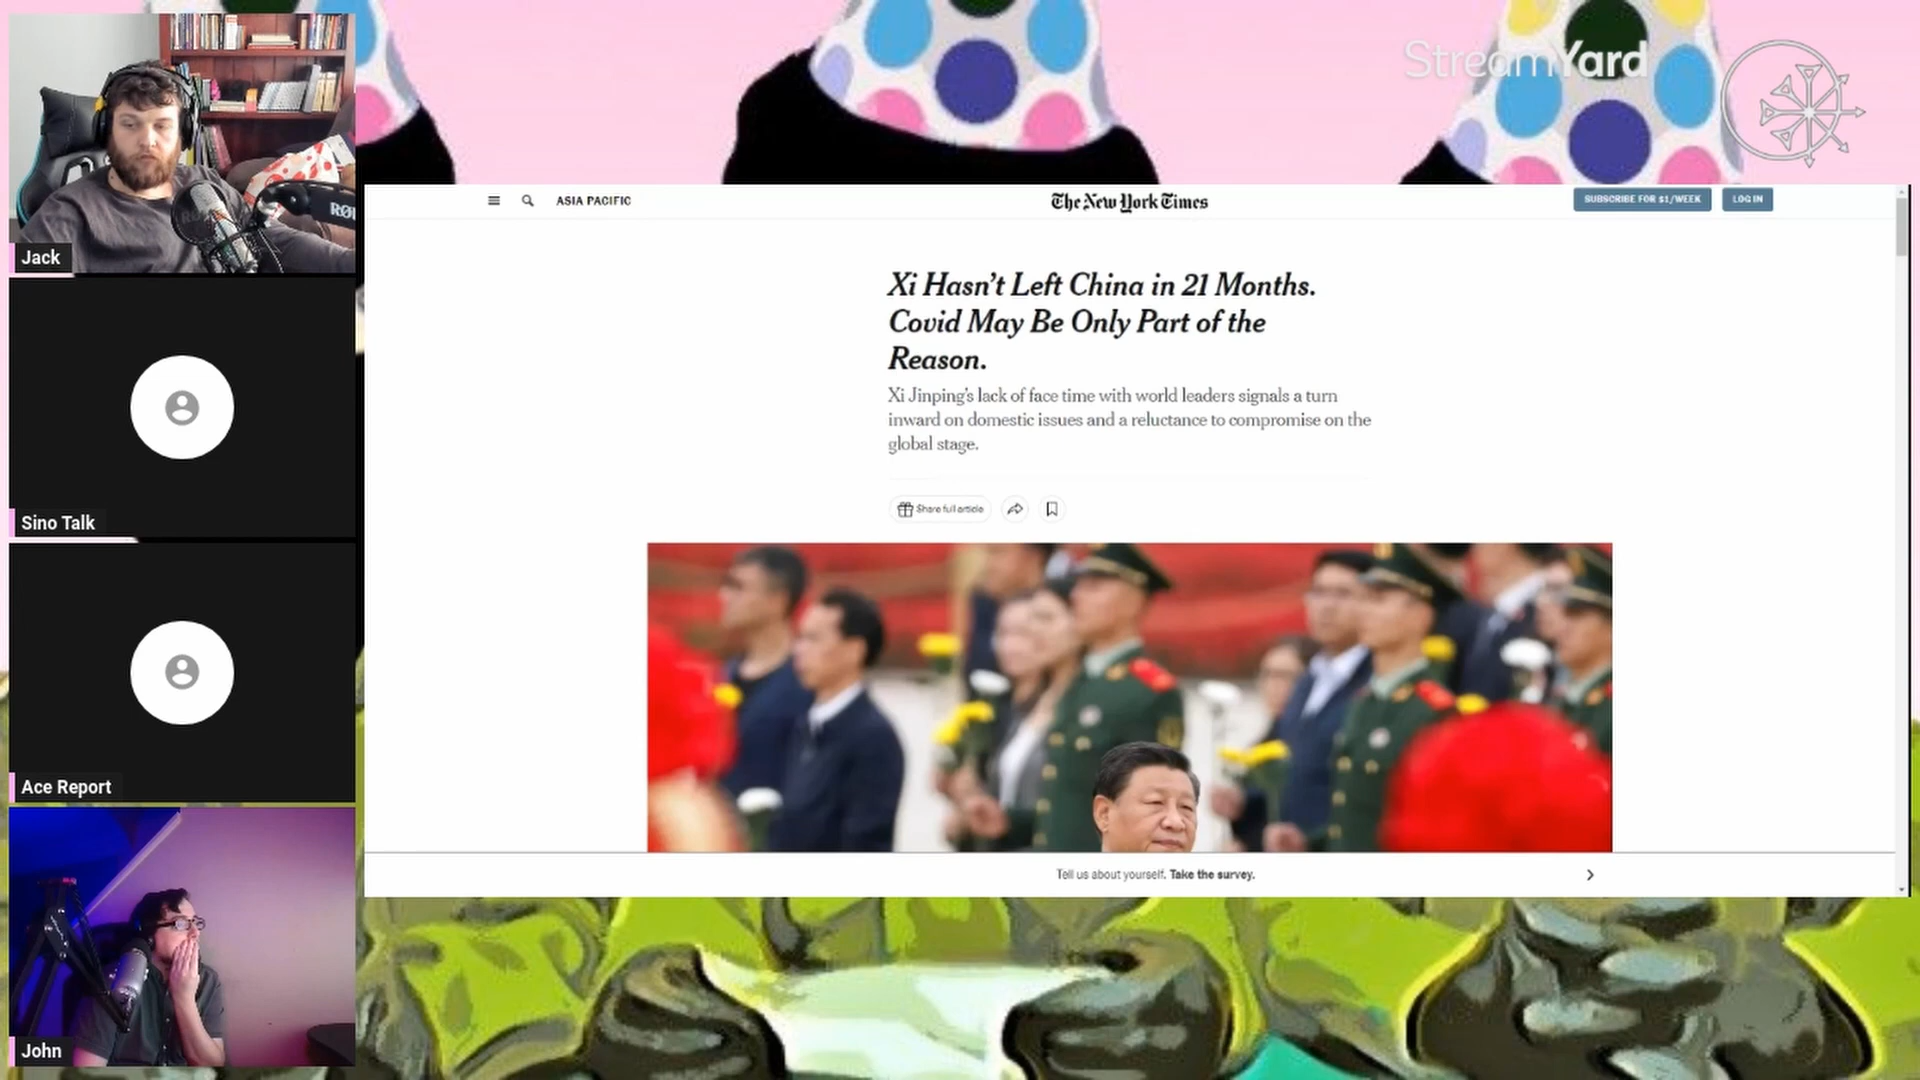 StreamYard
RØ
Jack
Sino Talk
Ace Report
John
ASIA PACIFIC
The New York Times
SUBSCRIBE FOR $1/WEEK
LOG IN
Xi Hasn't Left China in 21 Months.
Covid May Be Only Part of the
Reason.
Xi Jinping's lack of face time with world leaders signals a turn
inward on domestic issues and a reluctance to compromise on the
global stage.
Share full article
Tell us about yourself. Take the survey.